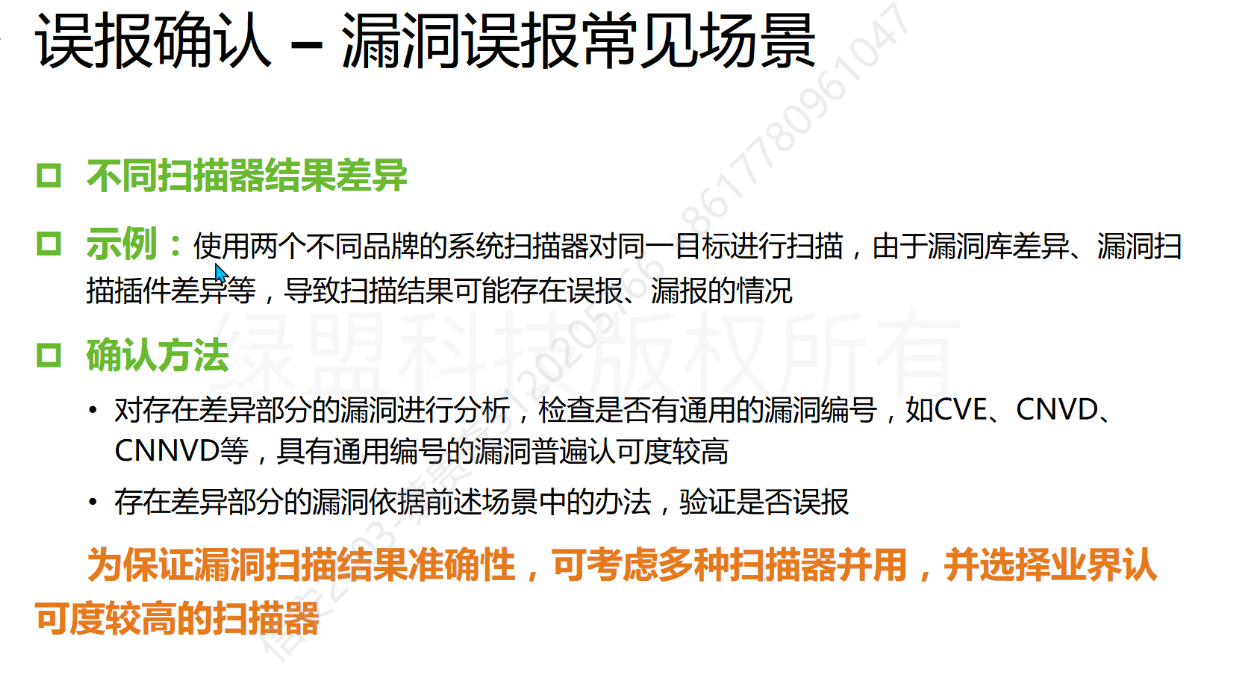 误报确认 – 漏洞误报常见场景
不同扫描器结果差异
示例：使用两个不同品牌的系统扫描器对同一目标进行扫描，由于漏洞库差异、漏洞扫
描插件差异等，导致扫描结果可能存在误报、漏报的情况
绿盟科技版权所有
确认方法
• 对存在差异部分的漏洞进行分析，检查是否有通用的漏洞编号，如CVE、CNVD、
CNNVD等，具有通用编号的漏洞普遍认可度较高
• 存在差异部分的漏洞依据前述场景中的办法，验证是否误报
为保证漏洞扫描结果准确性，可考虑多种扫描器并用，并选择业界认
可度较高的扫描器